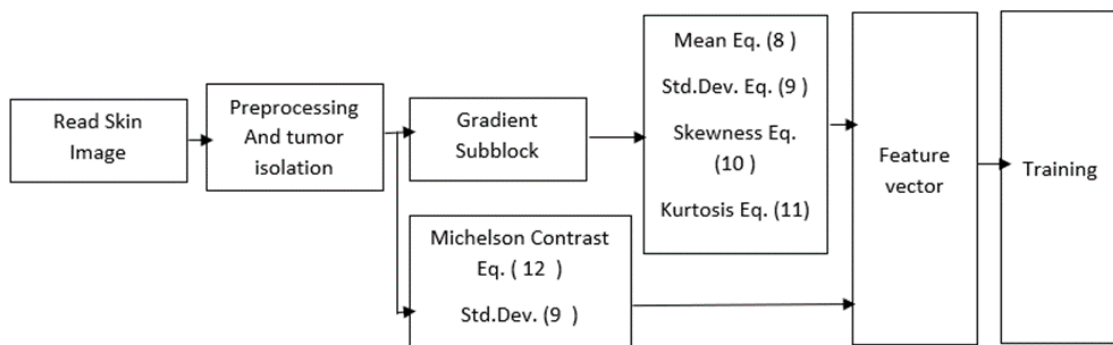 Read Skin
Image
Preprocessing
And tumor
isolation
Gradient
Subblock
Mean Eq. (8 )
Std.Dev. Eq. (9 )
Skewness Eq.
(10 )
Kurtosis Eq. (11)
Michelson Contrast
Eq. ( 12  )
Std.Dev. (9  )
Feature
vector
Training